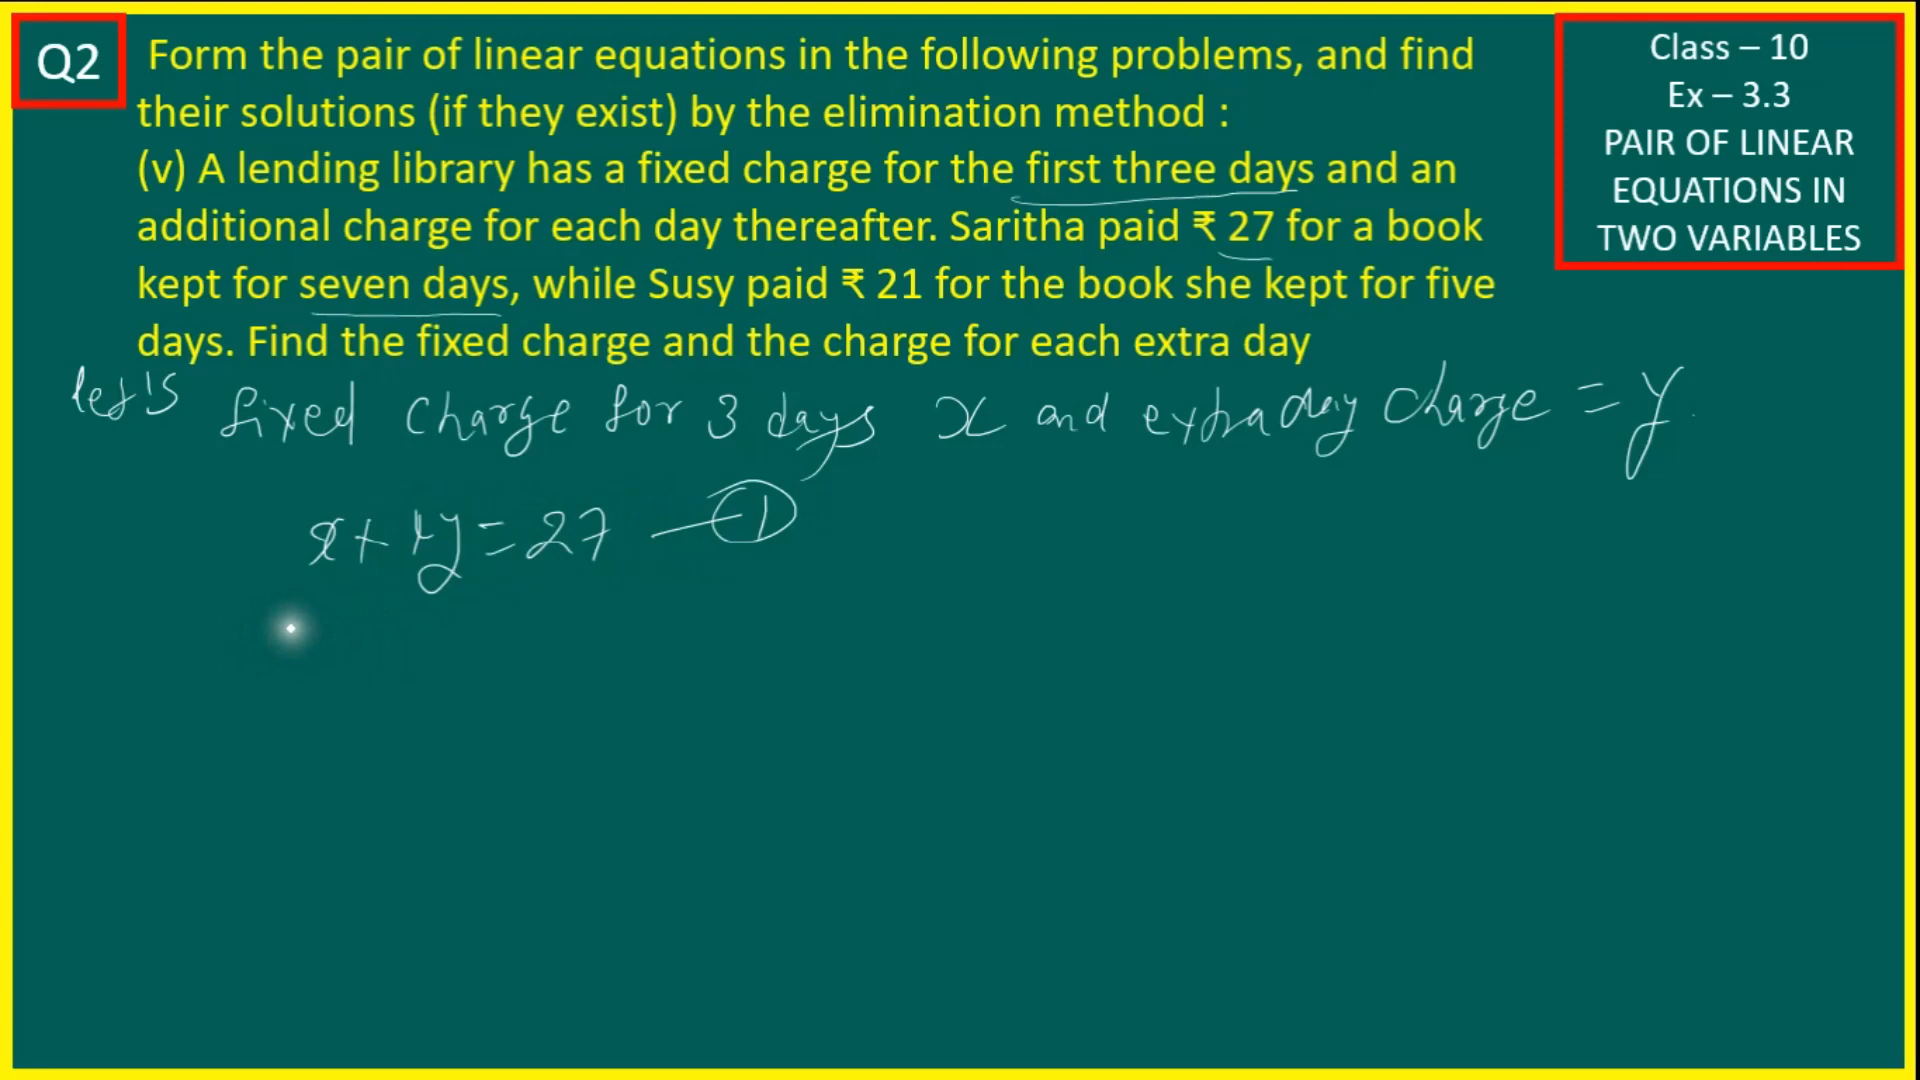 Q2
Form the pair of linear equations in the following problems, and find
their solutions (if they exist) by the elimination method :
(v) A lending library has a fixed charge for the first three days and an
additional charge for each day thereafter. Saritha paid ₹ 27 for a book
kept for seven days, while Susy paid ₹ 21 for the book she kept for five
days. Find the fixed charge and the charge for each extra day
Class – 10
Ex – 3.3
PAIR OF LINEAR
EQUATIONS IN
TWO VARIABLES
let's fixed charge for 3 days x and extra day charge = y
x + 4y = 27 — ①